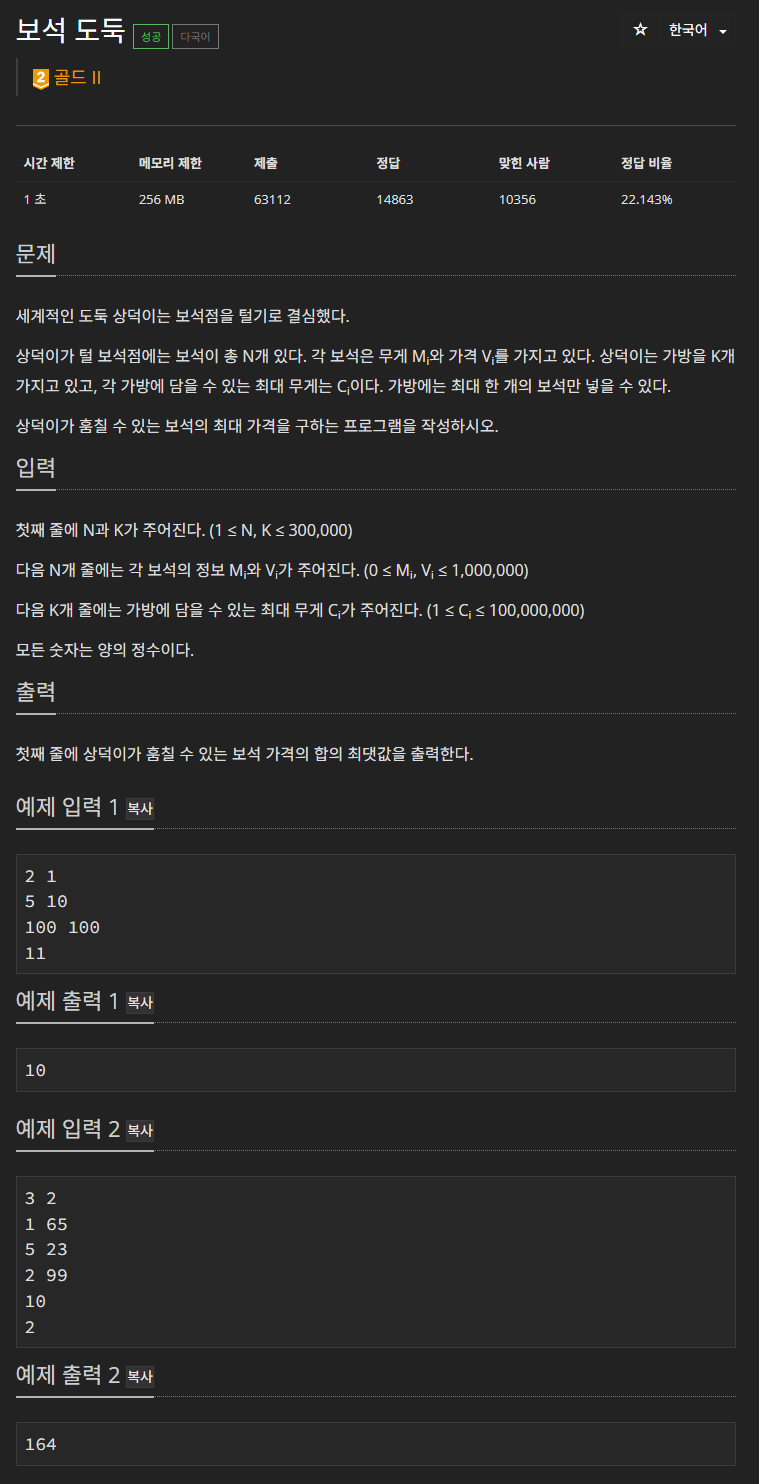 보석 도둑 성공 다국어
☆ 한국어
2 골드 II
시간 제한 메모리 제한 제출 정답 맞힌 사람 정답 비율
1 초 256 MB 63112 14863 10356 22.143%
문제
세계적인 도둑 상덕이는 보석점을 털기로 결심했다.
상덕이가 털 보석점에는 보석이 총 N개 있다. 각 보석은 무게 Mi와 가격 Vi를 가지고 있다. 상덕이는 가방을 K개
가지고 있고, 각 가방에 담을 수 있는 최대 무게는 Ci이다. 가방에는 최대 한 개의 보석만 넣을 수 있다.
상덕이가 훔칠 수 있는 보석의 최대 가격을 구하는 프로그램을 작성하시오.
입력
첫째 줄에 N과 K가 주어진다. (1 ≤ N, K ≤ 300,000)
다음 N개 줄에는 각 보석의 정보 Mi와 Vi가 주어진다. (0 ≤ Mi, Vi ≤ 1,000,000)
다음 K개 줄에는 가방에 담을 수 있는 최대 무게 Ci가 주어진다. (1 ≤ Ci ≤ 100,000,000)
모든 숫자는 양의 정수이다.
출력
첫째 줄에 상덕이가 훔칠 수 있는 보석 가격의 합의 최댓값을 출력한다.
예제 입력 1 복사
2 1
5 10
100 100
11
예제 출력 1 복사
10
예제 입력 2 복사
3 2
1 65
5 23
2 99
10
2
예제 출력 2 복사
164